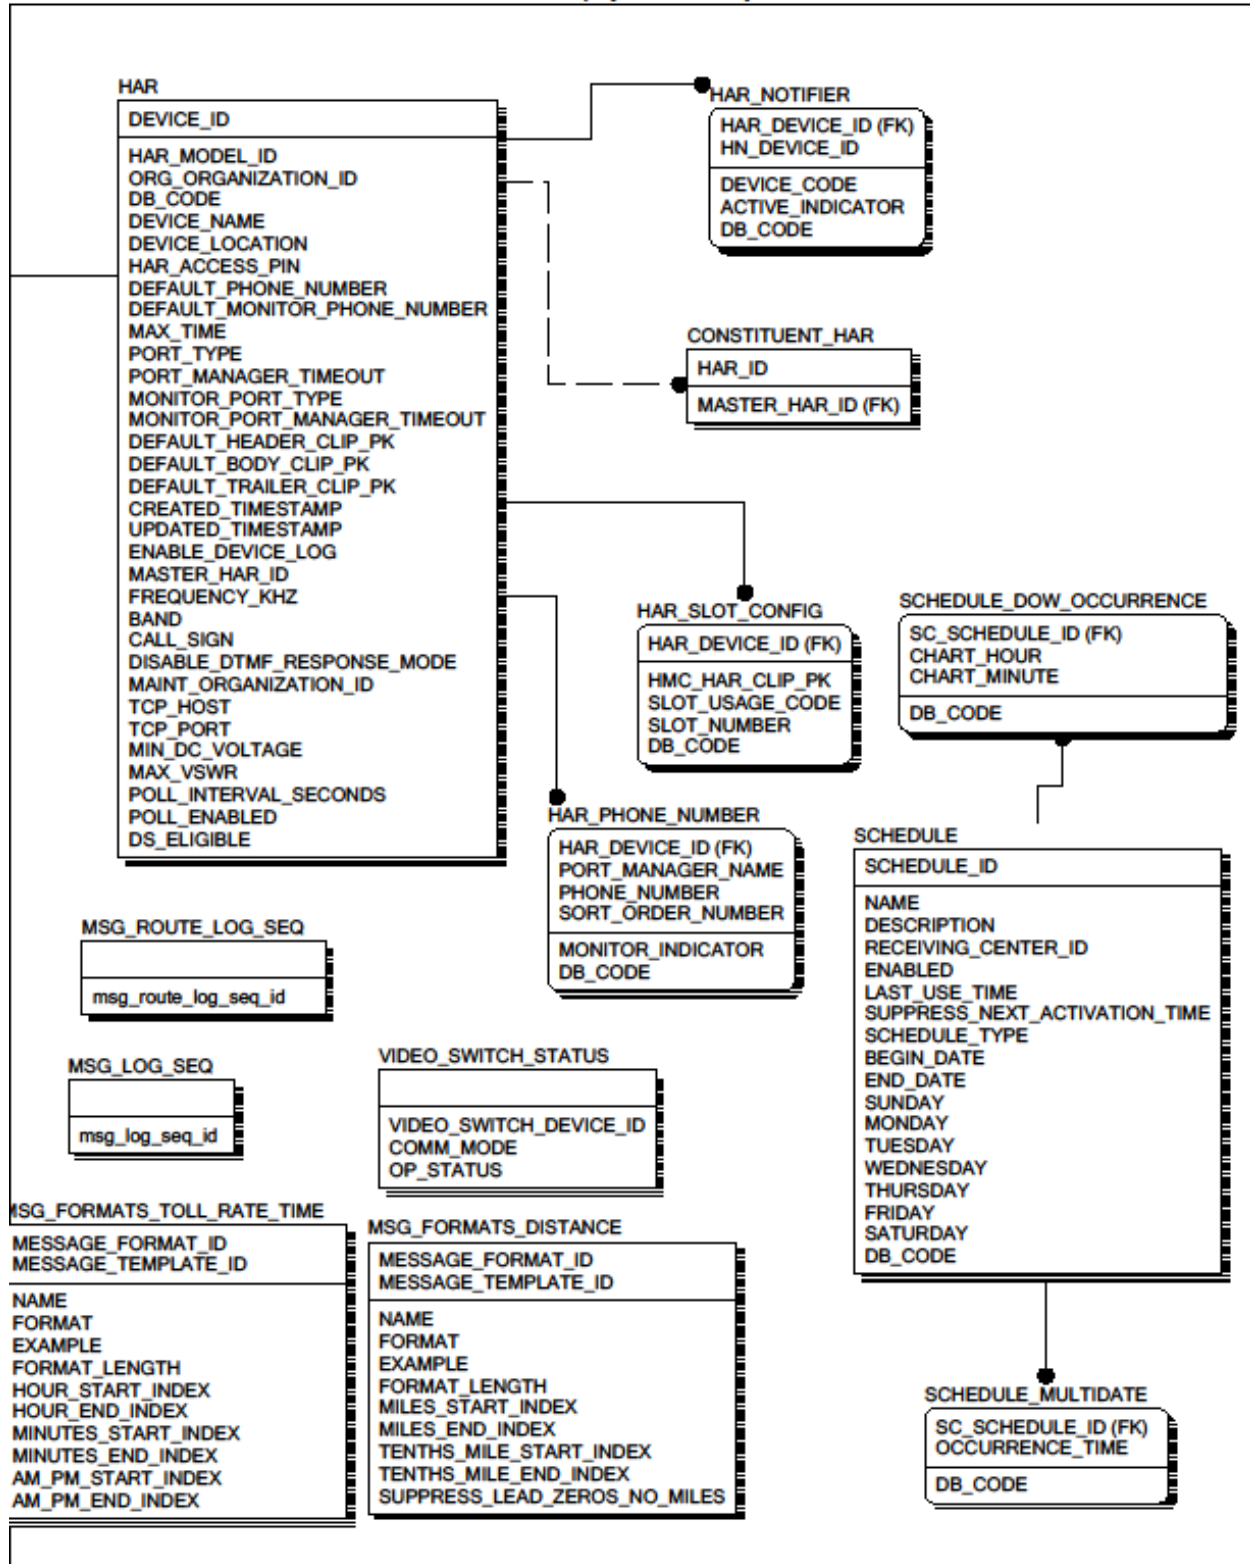 HAR
DEVICE_ID
HAR_MODEL_ID
ORG_ORGANIZATION_ID
DB_CODE
DEVICE_NAME
DEVICE_LOCATION
HAR_ACCESS_PIN
DEFAULT_PHONE_NUMBER
DEFAULT_MONITOR_PHONE_NUMBER
MAX_TIME
PORT_TYPE
PORT_MANAGER_TIMEOUT
MONITOR_PORT_TYPE
MONITOR_PORT_MANAGER_TIMEOUT
DEFAULT_HEADER_CLIP_PK
DEFAULT_BODY_CLIP_PK
DEFAULT_TRAILER_CLIP_PK
CREATED_TIMESTAMP
UPDATED_TIMESTAMP
ENABLE_DEVICE_LOG
MASTER_HAR_ID
FREQUENCY_KHZ
BAND
CALL_SIGN
DISABLE_DTMF_RESPONSE_MODE
MAINT_ORGANIZATION_ID
TCP_HOST
TCP_PORT
MIN_DC_VOLTAGE
MAX_VSWR
POLL_INTERVAL_SECONDS
POLL_ENABLED
DS_ELIGIBLE
HAR_NOTIFIER
HAR_DEVICE_ID (FK)
HN_DEVICE_ID
DEVICE_CODE
ACTIVE_INDICATOR
DB_CODE
CONSTITUENT_HAR
HAR_ID
MASTER_HAR_ID (FK)
HAR_SLOT_CONFIG
HAR_DEVICE_ID (FK)
HMC_HAR_CLIP_PK
SLOT_USAGE_CODE
SLOT_NUMBER
DB_CODE
SCHEDULE_DOW_OCCURRENCE
SC_SCHEDULE_ID (FK)
CHART_HOUR
CHART_MINUTE
DB_CODE
HAR_PHONE_NUMBER
HAR_DEVICE_ID (FK)
PORT_MANAGER_NAME
PHONE_NUMBER
SORT_ORDER_NUMBER
MONITOR_INDICATOR
DB_CODE
SCHEDULE
SCHEDULE_ID
NAME
DESCRIPTION
RECEIVING_CENTER_ID
ENABLED
LAST_USE_TIME
SUPPRESS_NEXT_ACTIVATION_TIME
SCHEDULE_TYPE
BEGIN_DATE
END_DATE
SUNDAY
MONDAY
TUESDAY
WEDNESDAY
THURSDAY
FRIDAY
SATURDAY
DB_CODE
MSG_ROUTE_LOG_SEQ
msg_route_log_seq_id
MSG_LOG_SEQ
msg_log_seq_id
VIDEO_SWITCH_STATUS
VIDEO_SWITCH_DEVICE_ID
COMM_MODE
OP_STATUS
MSG_FORMATS_TOLL_RATE_TIME
MESSAGE_FORMAT_ID
MESSAGE_TEMPLATE_ID
NAME
FORMAT
EXAMPLE
FORMAT_LENGTH
HOUR_START_INDEX
HOUR_END_INDEX
MINUTES_START_INDEX
MINUTES_END_INDEX
AM_PM_START_INDEX
AM_PM_END_INDEX
MSG_FORMATS_DISTANCE
MESSAGE_FORMAT_ID
MESSAGE_TEMPLATE_ID
NAME
FORMAT
EXAMPLE
FORMAT_LENGTH
MILES_START_INDEX
MILES_END_INDEX
TENTHS_MILE_START_INDEX
TENTHS_MILE_END_INDEX
SUPPRESS_LEAD_ZEROS_NO_MILES
SCHEDULE_MULTIDATE
SC_SCHEDULE_ID (FK)
OCCURRENCE_TIME
DB_CODE